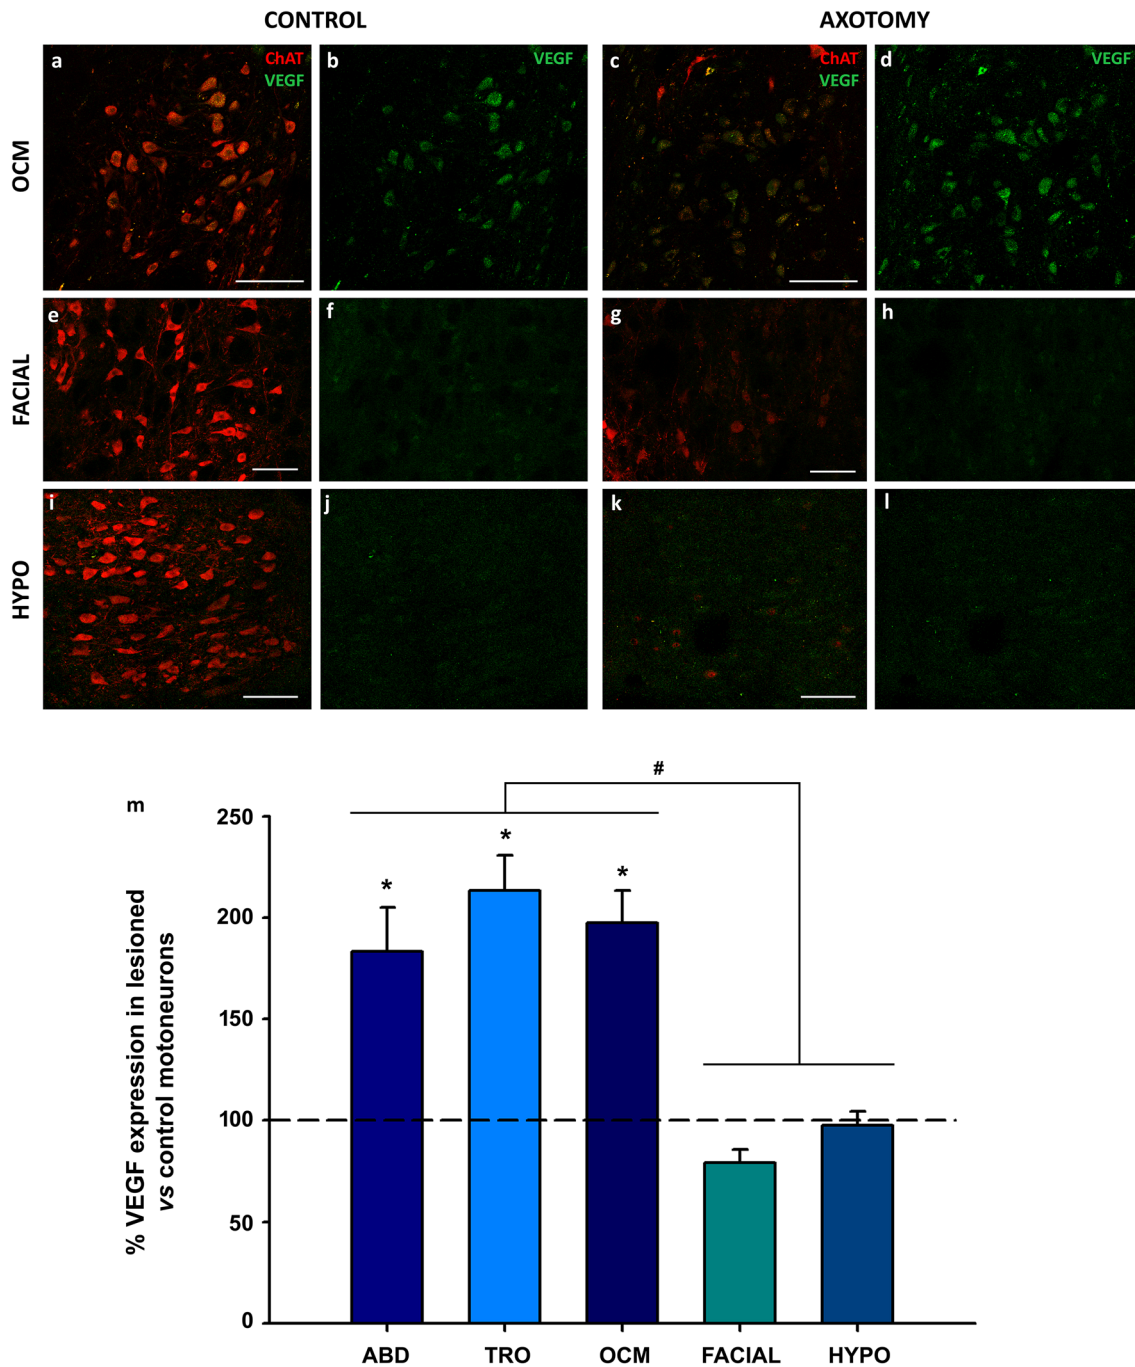 CONTROL AXOTOMY
a ChAT
VEGF
b VEGF
c ChAT
VEGF
d VEGF
OCM
e
f
g
h
FACIAL
i
j
k
l
HYPO
m
#
250
200
150
100
50
0
* * *
% VEGF expression in lesioned
vs control motoneurons
ABD TRO OCM FACIAL HYPO